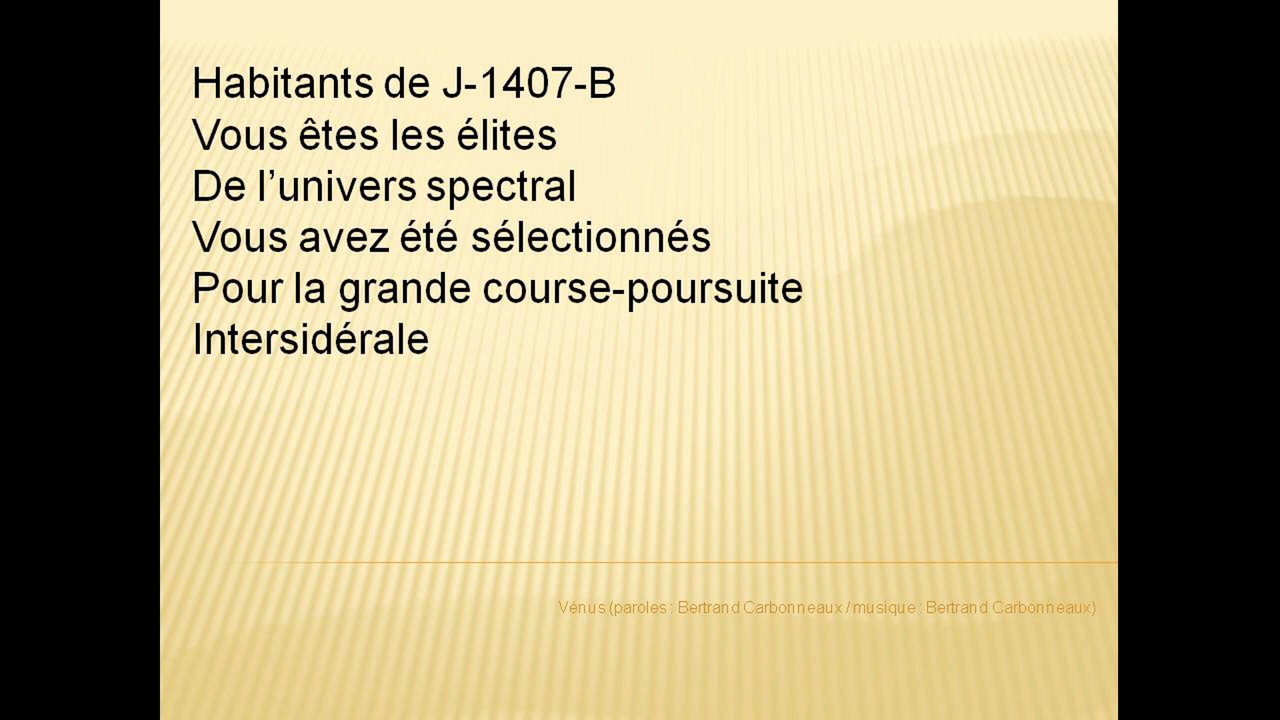 Habitants de J-1407-B
Vous êtes les élites
De l’univers spectral
Vous avez été sélectionnés
Pour la grande course-poursuite
Intersidérale
Vénus (paroles : Bertrand Carbonneaux / musique : Bertrand Carbonneaux)